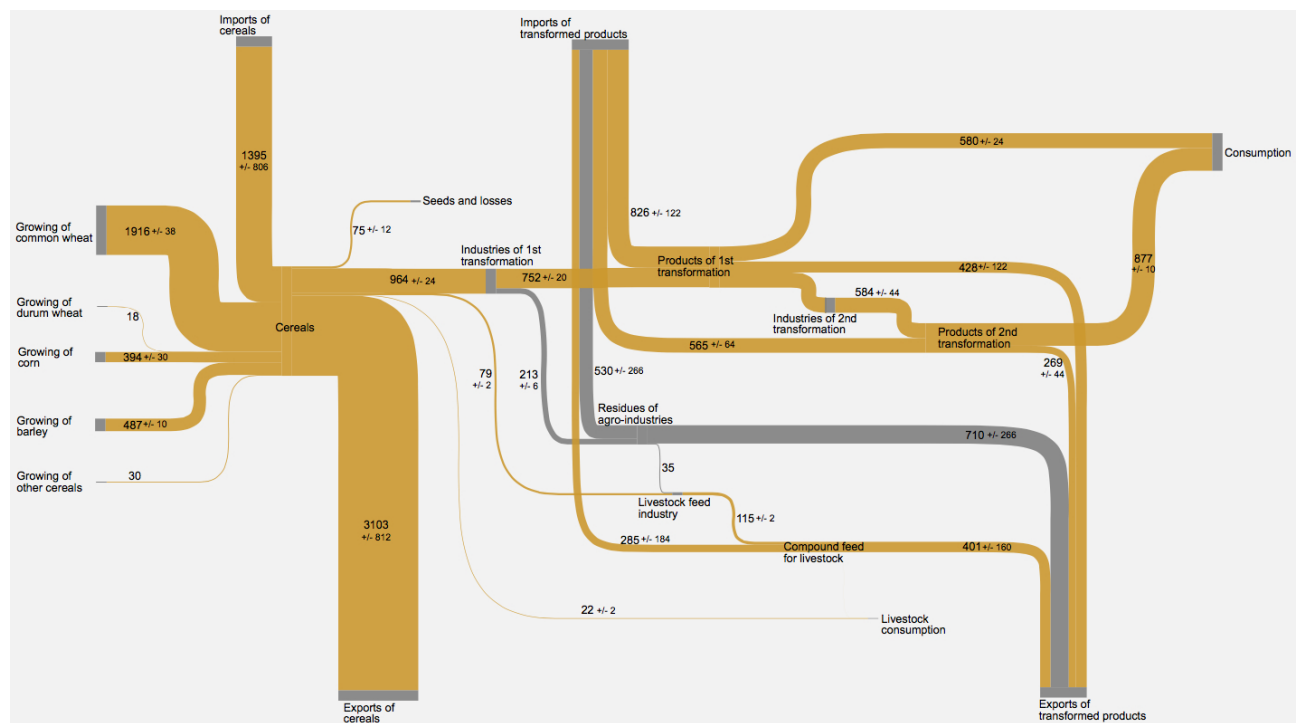 Imports of
cereals
Imports of
transformed products
1395
+/- 806
580 +/- 24
Consumption
Seeds and losses
75 +/- 12
826 +/- 122
Growing of
common wheat
1916 +/- 38
Industries of 1st
transformation
964 +/- 24
752 +/- 20
Products of 1st
transformation
428 +/- 122
877
+/- 10
584 +/- 44
Growing of
durum wheat
18
Cereals
Industries of 2nd
transformation
Products of 2nd
transformation
565 +/- 64
Growing of
corn
394 +/- 30
79
+/- 2
213
+/- 6
530 +/- 266
269
+/- 44
Growing of
barley
487 +/- 10
Residues of
agro-industries
710 +/- 266
Growing of
other cereals
30
35
Livestock feed
industry
115 +/- 2
3103
+/- 812
285 +/- 184
Compound feed
for livestock
401 +/- 160
22 +/- 2
Livestock
consumption
Exports of
cereals
Exports of
transformed products